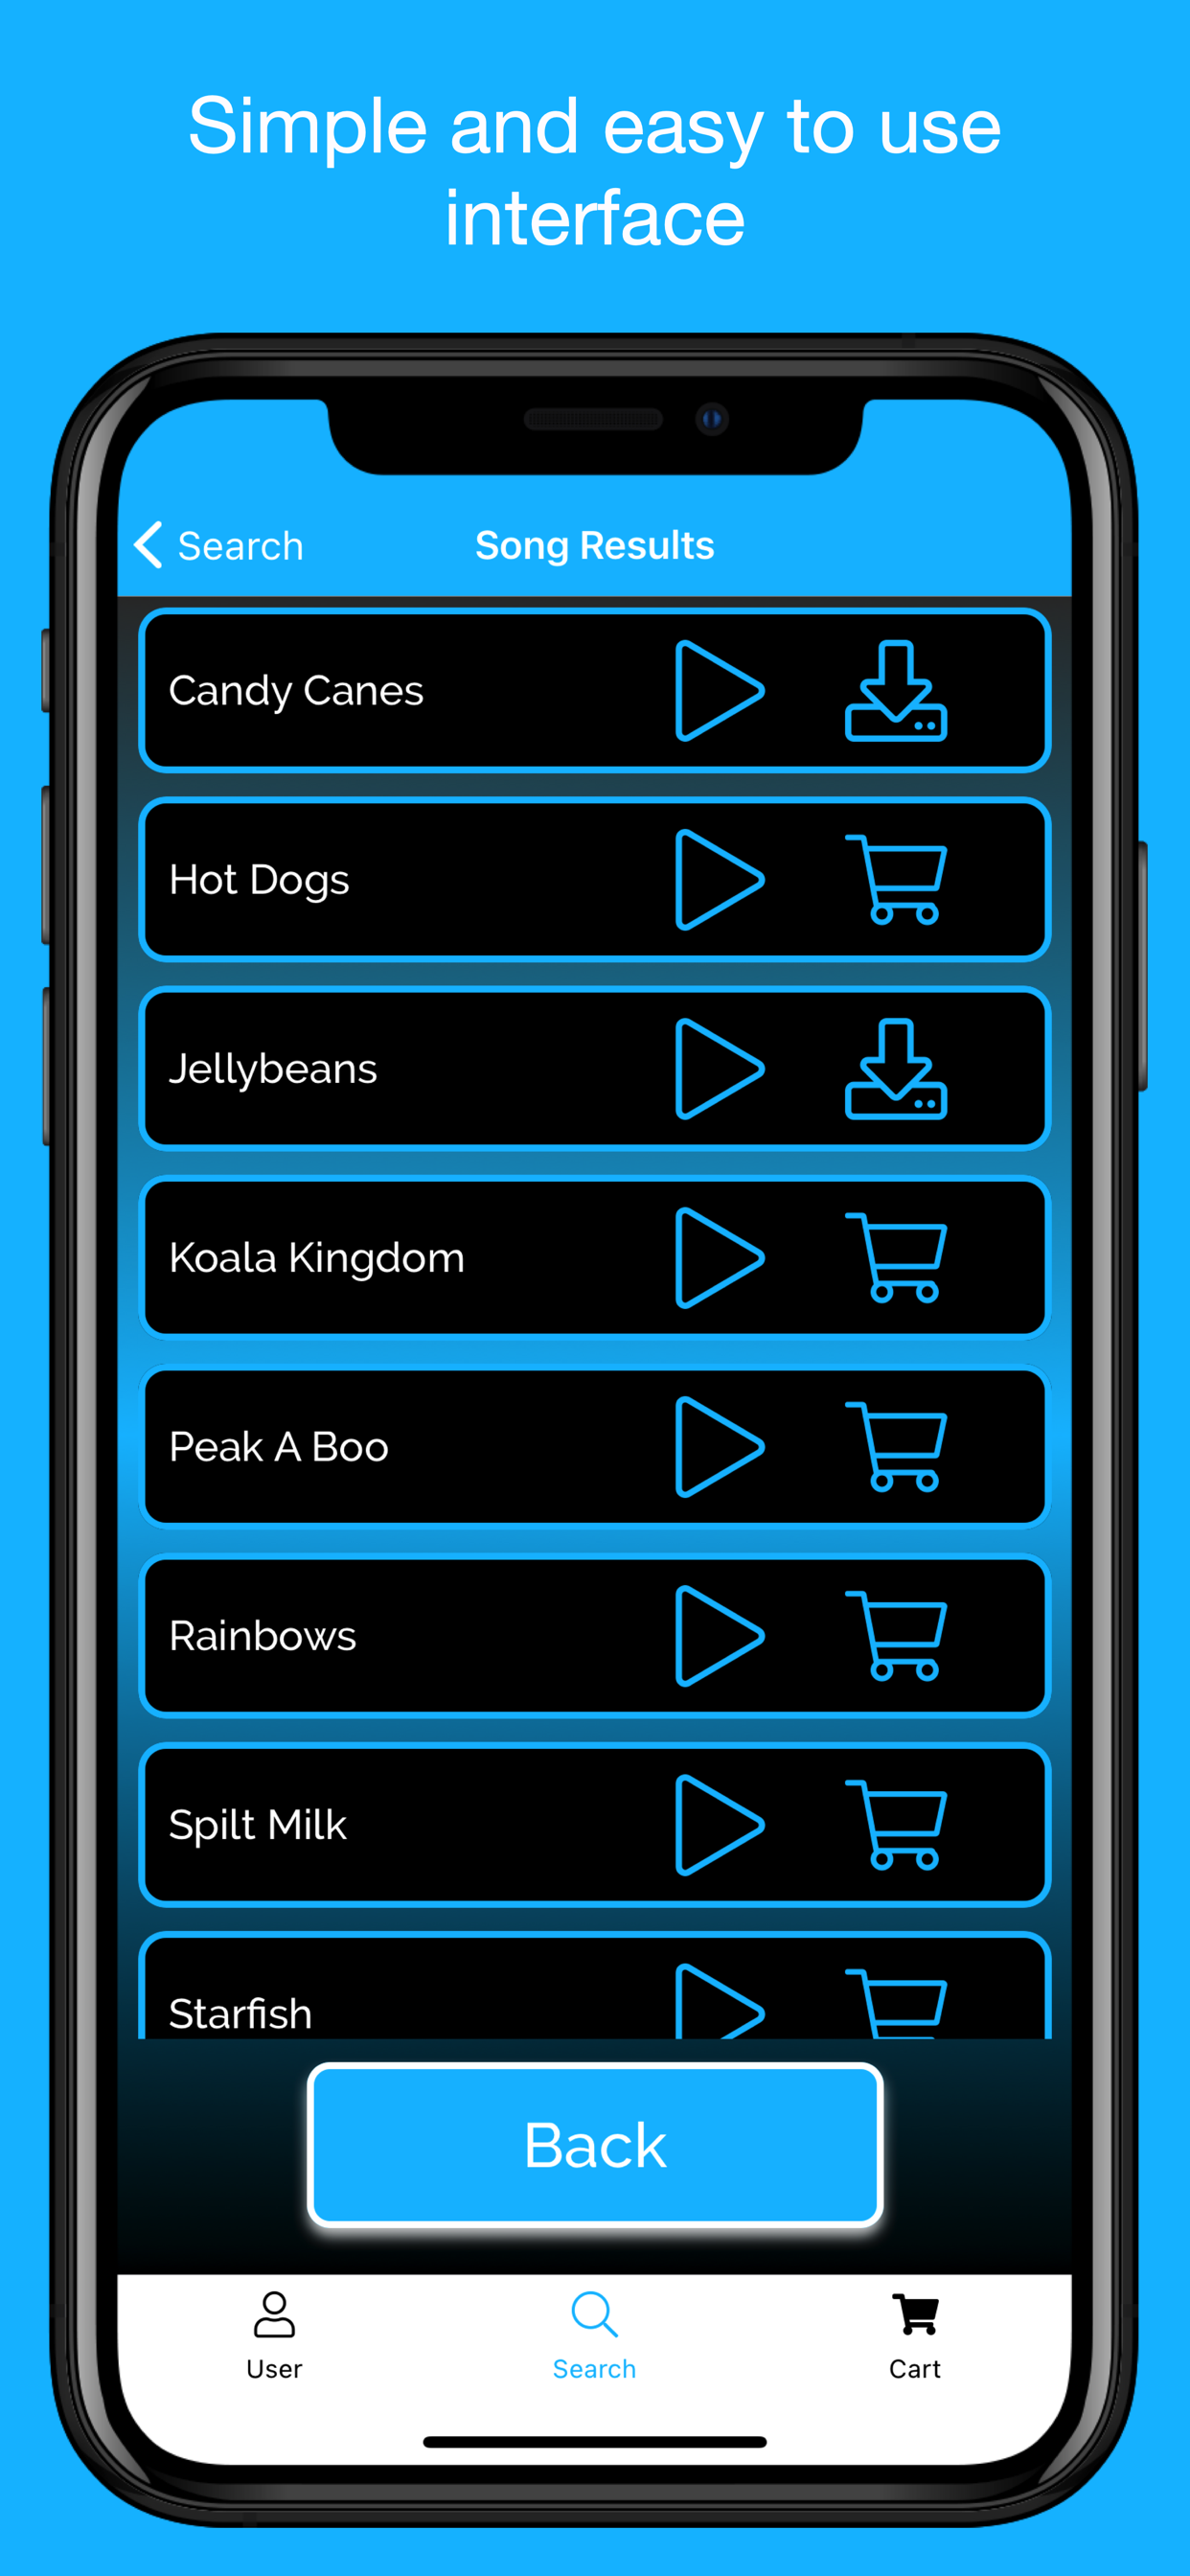 Simple and easy to use
interface
Search
Song Results
Candy Canes
Hot Dogs
Jellybeans
Koala Kingdom
Peak A Boo
Rainbows
Spilt Milk
Starfish
Back
User
Search
Cart